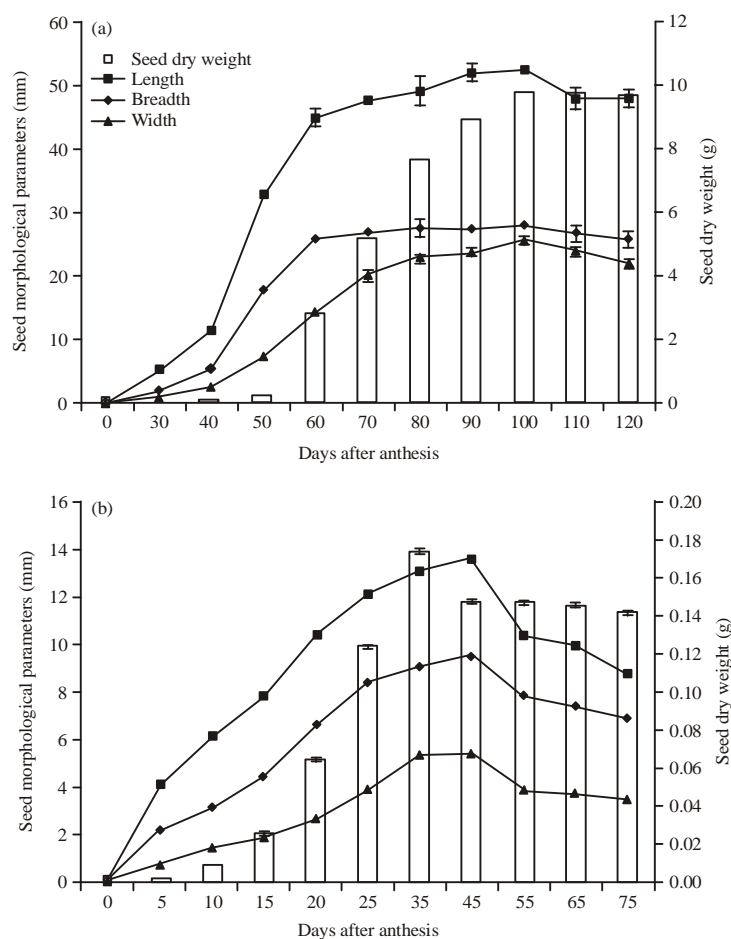 (a)
Seed dry weight
Length
Breadth
Width
Seed morphological parameters (mm)
60
50
40
30
20
10
0
12
10
8
6
4
2
0
Seed dry weight (g)
0 30 40 50 60 70 80 90 100 110 120
Days after anthesis
(b)
Seed morphological parameters (mm)
16
14
12
10
8
6
4
2
0
0.20
0.18
0.16
0.14
0.12
0.10
0.08
0.06
0.04
0.02
0.00
Seed dry weight (g)
0 5 10 15 20 25 35 45 55 65 75
Days after anthesis